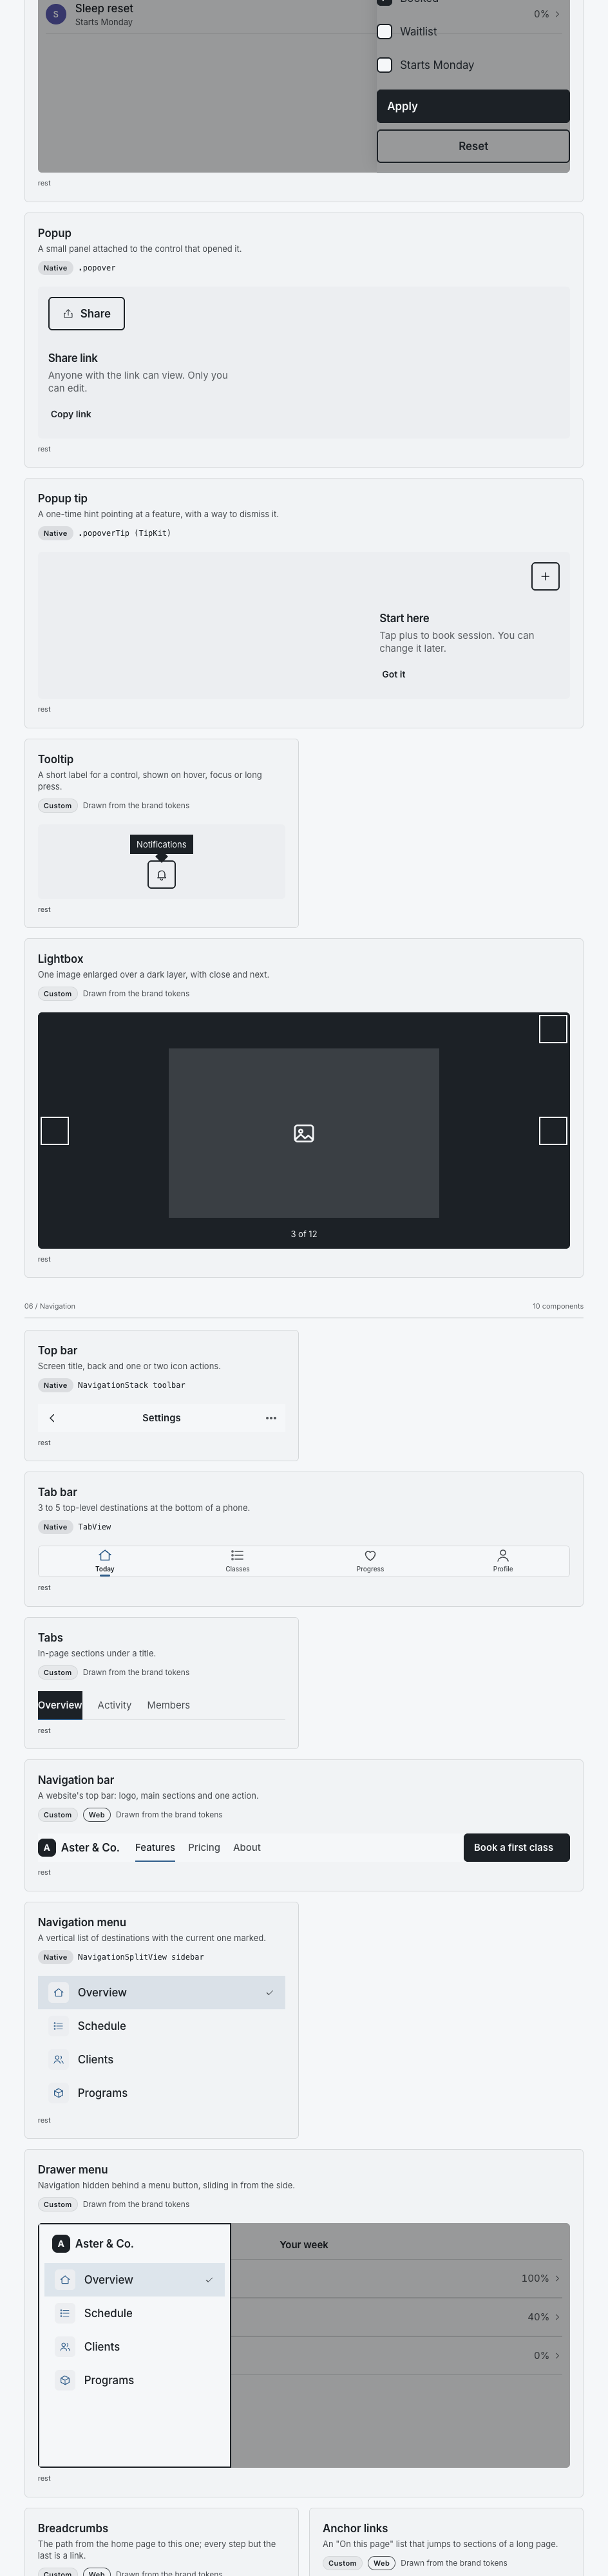 S
Sleep reset
Starts Monday
0%
Waitlist
Starts Monday
Apply
Reset
rest
Popup
A small panel attached to the control that opened it.
Native .popover
Share
Share link
Anyone with the link can view. Only you
can edit.
Copy link
rest
Popup tip
A one-time hint pointing at a feature, with a way to dismiss it.
Native .popoverTip (TipKit)
Start here
Tap plus to book session. You can
change it later.
Got it
rest
Tooltip
A short label for a control, shown on hover, focus or long
press.
Custom Drawn from the brand tokens
Notifications
rest
Lightbox
One image enlarged over a dark layer, with close and next.
Custom Drawn from the brand tokens
3 of 12
rest
06 / Navigation
10 components
Top bar
Screen title, back and one or two icon actions.
Native NavigationStack toolbar
Settings
rest
Tab bar
3 to 5 top-level destinations at the bottom of a phone.
Native TabView
Today Classes Progress Profile
rest
Tabs
In-page sections under a title.
Custom Drawn from the brand tokens
Overview Activity Members
rest
Navigation bar
A website's top bar: logo, main sections and one action.
Custom Web Drawn from the brand tokens
A Aster & Co. Features Pricing About Book a first class
rest
Navigation menu
A vertical list of destinations with the current one marked.
Native NavigationSplitView sidebar
Overview
Schedule
Clients
Programs
rest
Drawer menu
Navigation hidden behind a menu button, sliding in from the side.
Custom Drawn from the brand tokens
A Aster & Co.
Overview
Schedule
Clients
Programs
Your week
100%
40%
0%
rest
Breadcrumbs
The path from the home page to this one; every step but the
last is a link.
Custom Web Drawn from the brand tokens
Anchor links
An "On this page" list that jumps to sections of a long page.
Custom Web Drawn from the brand tokens